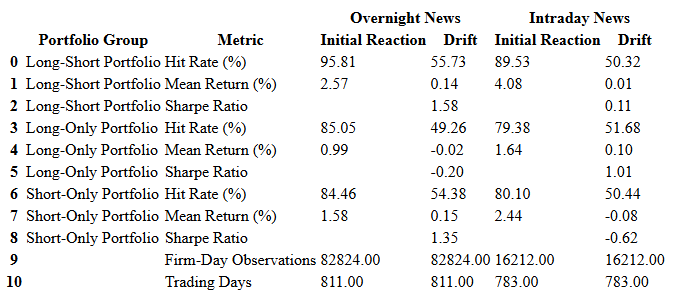 Overnight News Intraday News
Portfolio Group Metric Initial Reaction Drift Initial Reaction Drift
0 Long-Short Portfolio Hit Rate (%) 95.81 55.73 89.53 50.32
1 Long-Short Portfolio Mean Return (%) 2.57 0.14 4.08 0.01
2 Long-Short Portfolio Sharpe Ratio 1.58 0.11
3 Long-Only Portfolio Hit Rate (%) 85.05 49.26 79.38 51.68
4 Long-Only Portfolio Mean Return (%) 0.99 -0.02 1.64 0.10
5 Long-Only Portfolio Sharpe Ratio -0.20 1.01
6 Short-Only Portfolio Hit Rate (%) 84.46 54.38 80.10 50.44
7 Short-Only Portfolio Mean Return (%) 1.58 0.15 2.44 -0.08
8 Short-Only Portfolio Sharpe Ratio 1.35 -0.62
9 Firm-Day Observations 82824.00 82824.00 16212.00 16212.00
10 Trading Days 811.00 811.00 783.00 783.00